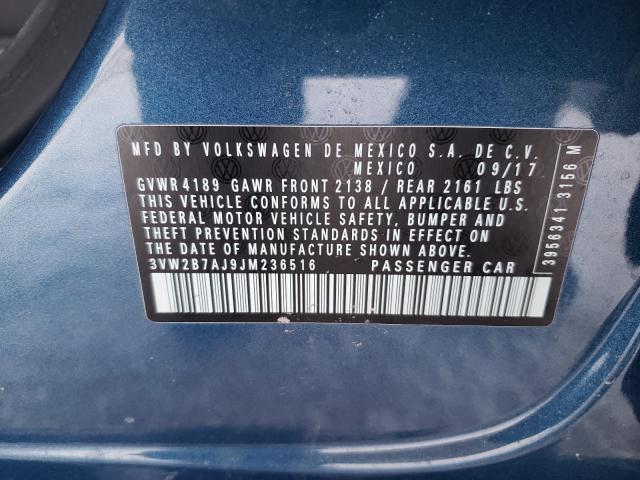 MFD BY VOLKSWAGEN DE MEXICO S.A. DE C.V.
MEXICO 09/17
GVWR 4189 GAWR FRONT 2138 / REAR 2161 LBS
THIS VEHICLE CONFORMS TO ALL APPLICABLE U.S.
FEDERAL MOTOR VEHICLE SAFETY, BUMPER AND
THEFT PREVENTION STANDARDS IN EFFECT ON
THE DATE OF MANUFACTURE SHOWN ABOVE.
3VW2B7AJ9JM236516 PASSENGER CAR
3956341 3156 M